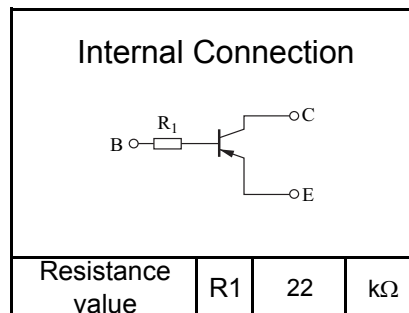 Internal Connection
R1
C
B
E
Resistance value
R1
22
kΩ